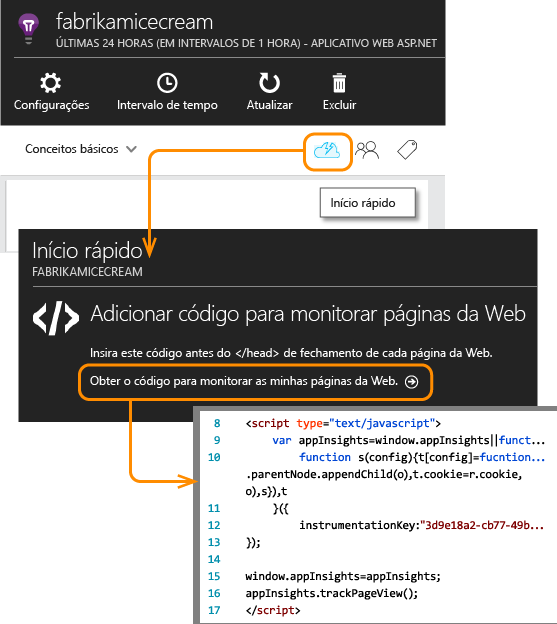 fabrikamicecream
ÚLTIMAS 24 HORAS (EM INTERVALOS DE 1 HORA) - APLICATIVO WEB ASP.NET
Configurações
Intervalo de tempo
Atualizar
Excluir
Conceitos básicos
Início rápido
Início rápido
FABRIKAMICECREAM
</> Adicionar código para monitorar páginas da Web
Insira este código antes do </head> de fechamento de cada página da Web.
Obter o código para monitorar as minhas páginas da Web.
8 <script type="text/javascript">
9 var appInsights=window.appInsights||funct...
10 function s(config){t[config]=fucntion...
.parentNode.appendChild(o),t.cookie=r.cookie,
o),s}),t
11 }({
12 instrumentationKey:"3d9e18a2-cb77-49b...
13 });
14
15 window.appInsights=appInsights;
16 appInsights.trackPageView();
17 </script>